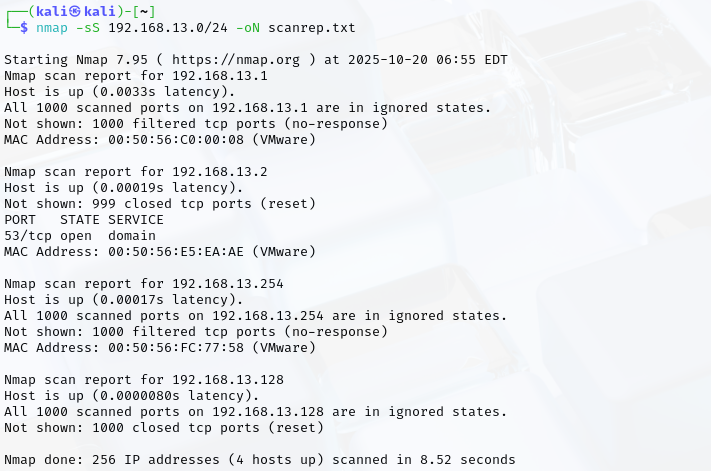 ┌──(kali㉿kali)-[~]
└─$ nmap -sS 192.168.13.0/24 -oN scanrep.txt
Starting Nmap 7.95 ( https://nmap.org ) at 2025-10-20 06:55 EDT
Nmap scan report for 192.168.13.1
Host is up (0.0033s latency).
All 1000 scanned ports on 192.168.13.1 are in ignored states.
Not shown: 1000 filtered tcp ports (no-response)
MAC Address: 00:50:56:C0:00:08 (VMware)
Nmap scan report for 192.168.13.2
Host is up (0.00019s latency).
Not shown: 999 closed tcp ports (reset)
PORT   STATE SERVICE
53/tcp open  domain
MAC Address: 00:50:56:E5:EA:AE (VMware)
Nmap scan report for 192.168.13.254
Host is up (0.00017s latency).
All 1000 scanned ports on 192.168.13.254 are in ignored states.
Not shown: 1000 filtered tcp ports (no-response)
MAC Address: 00:50:56:FC:77:58 (VMware)
Nmap scan report for 192.168.13.128
Host is up (0.0000080s latency).
All 1000 scanned ports on 192.168.13.128 are in ignored states.
Not shown: 1000 closed tcp ports (reset)
Nmap done: 256 IP addresses (4 hosts up) scanned in 8.52 seconds